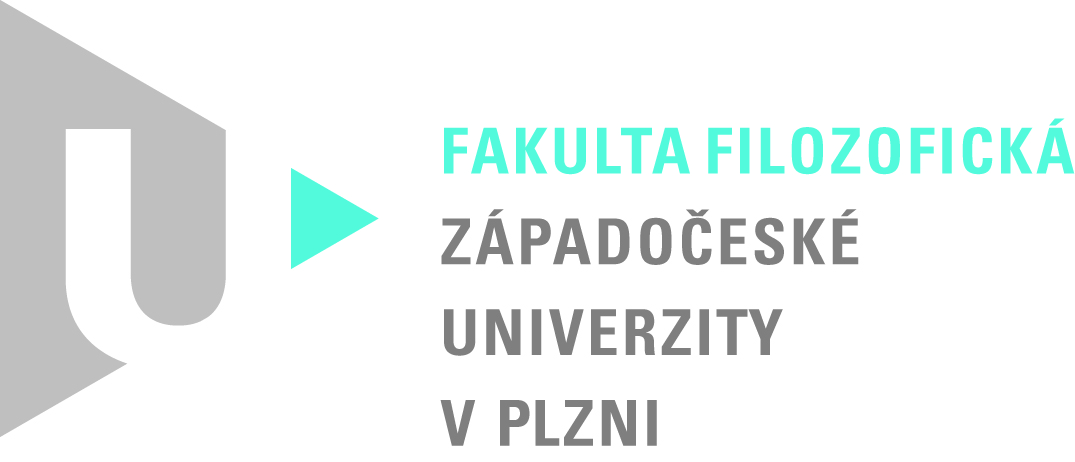 FAKULTA FILOZOFICKÁ
ZÁPADOČESKÉ
UNIVERZITY
V PLZNI